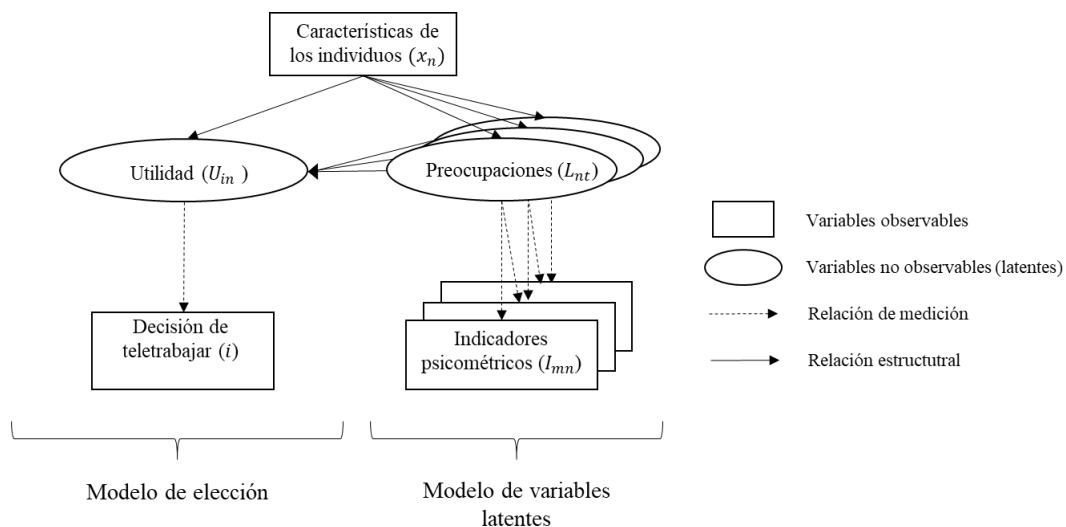 Características de
los individuos (xₙ)
Utilidad (Uᵢₙ )
Preocupaciones (Lₙₜ)
Decisión de
teletrabajar (i)
Indicadores
psicométricos (Iₘₙ)
Variables observables
Variables no observables (latentes)
Relación de medición
Relación estructutral
Modelo de elección
Modelo de variables
latentes